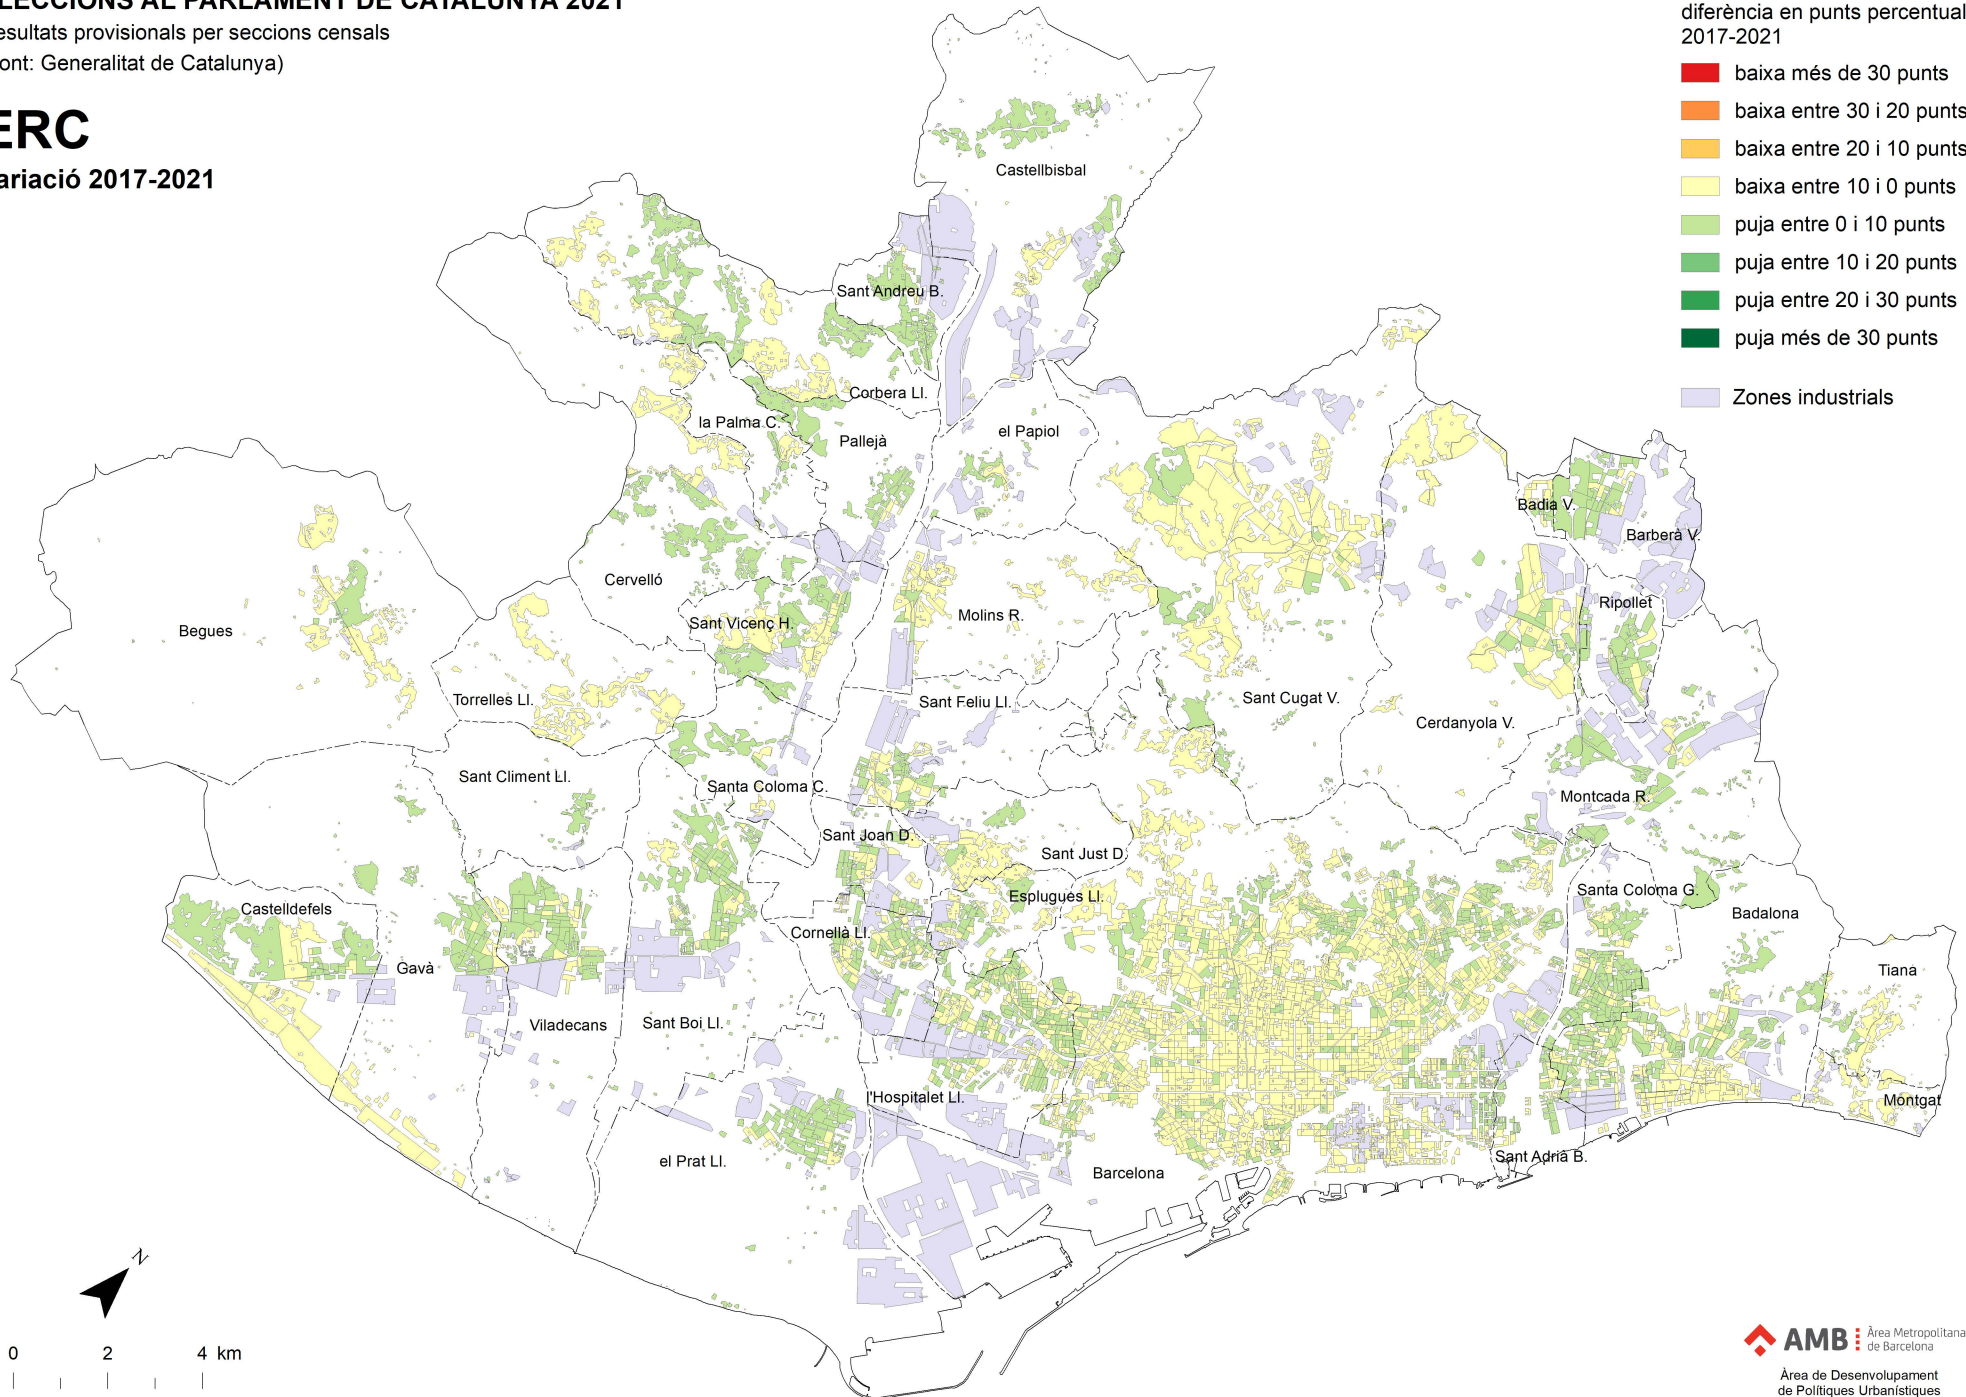 LECCIONS AL PARLAMENT DE CATALUNYA 2021
esultats provisionals per seccions censals
ont: Generalitat de Catalunya)
ERC
ariació 2017-2021
diferència en punts percentual
2017-2021
baixa més de 30 punts
baixa entre 30 i 20 punts
baixa entre 20 i 10 punts
baixa entre 10 i 0 punts
puja entre 0 i 10 punts
puja entre 10 i 20 punts
puja entre 20 i 30 punts
puja més de 30 punts
Zones industrials
Castellbisbal
Sant Andreu B.
Corbera Ll.
la Palma C.
Pallejà
el Papiol
Badia V.
Barberà V.
Cervelló
Ripollet
Begues
Sant Vicenç H.
Molins R.
Torrelles Ll.
Sant Feliu Ll.
Sant Cugat V.
Cerdanyola V.
Sant Climent Ll.
Santa Coloma C.
Montcada R.
Sant Joan D.
Sant Just D.
Esplugues Ll.
Santa Coloma G.
Castelldefels
Badalona
Cornellà Ll.
Gavà
Tiana
Viladecans
Sant Boi Ll.
l'Hospitalet Ll.
Montgat
el Prat Ll.
Barcelona
Sant Adrià B.
N
0 2 4 km
AMB Àrea Metropolitana
de Barcelona
Àrea de Desenvolupament
de Polítiques Urbanístiques